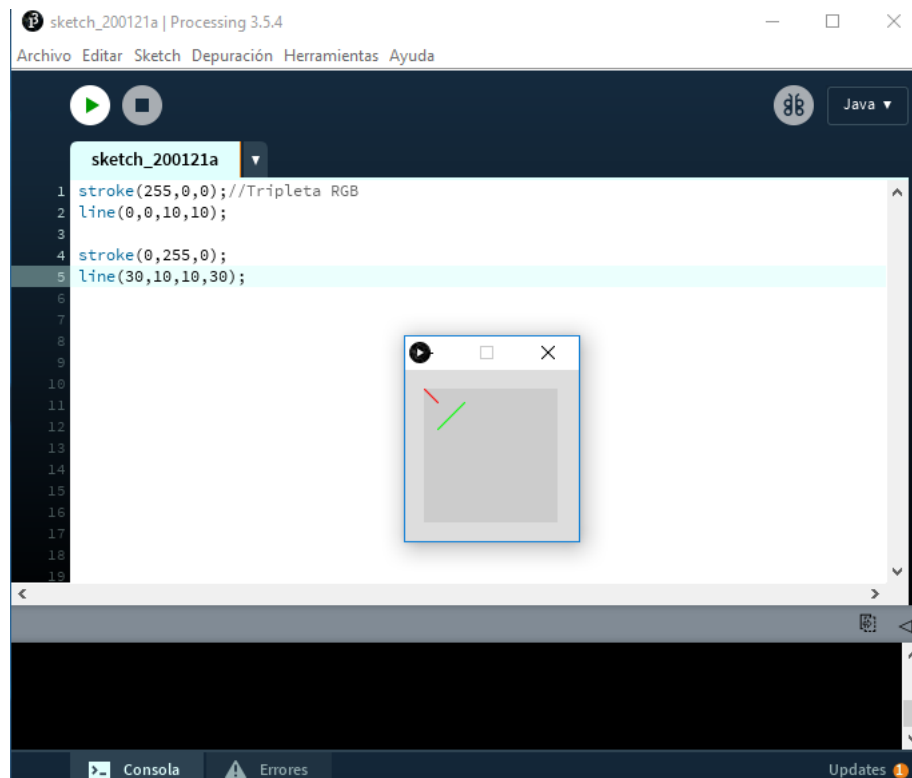 sketch_200121a | Processing 3.5.4
Archivo Editar Sketch Depuración Herramientas Ayuda
Java ▼
sketch_200121a ▼
1 stroke(255,0,0);//Tripleta RGB
2 line(0,0,10,10);
3
4 stroke(0,255,0);
5 line(30,10,10,30);
6
7
8
9
10
11
12
13
14
15
16
17
18
19
Consola
Errores
Updates 1